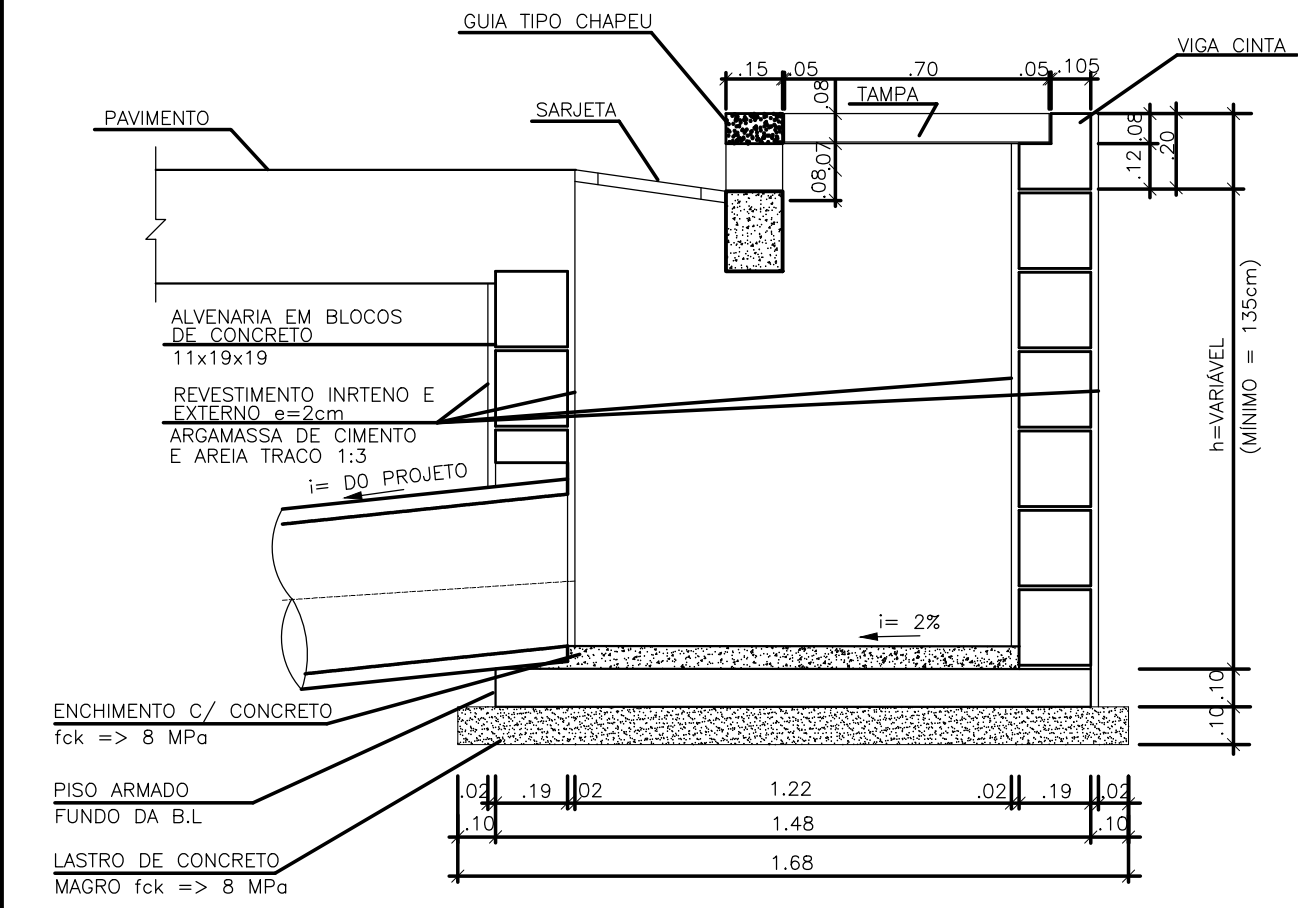 GUIA TIPO CHAPEU
VIGA CINTA
.15
.05
.70
.05
.105
.08
TAMPA
SARJETA
PAVIMENTO
.08
.12
.20
.07
.08
ALVENARIA EM BLOCOS
DE CONCRETO
11x19x19
REVESTIMENTO INRTENO E
EXTERNO e=2cm
ARGAMASSA DE CIMENTO
E AREIA TRACO 1:3
i= DO PROJETO
h=VARIÁVEL
(MÍNIMO = 135cm)
i= 2%
ENCHIMENTO C/ CONCRETO
fck => 8 MPa
.10
.10
PISO ARMADO
FUNDO DA B.L
.02
.19
.02
1.22
.02
.19
.02
.10
1.48
.10
LASTRO DE CONCRETO
MAGRO fck => 8 MPa
1.68